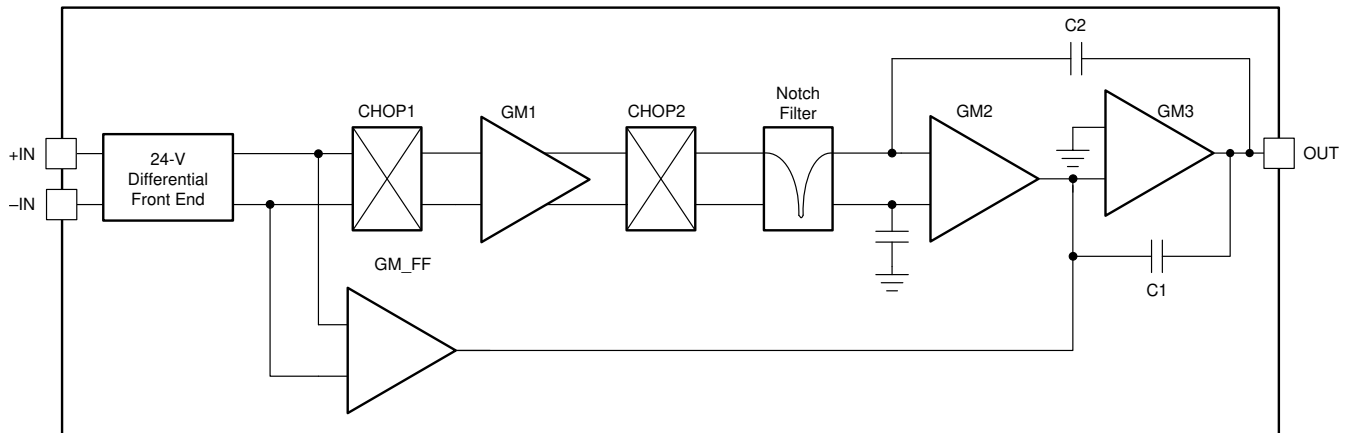 C2
CHOP1
GM1
CHOP2
Notch
Filter
GM2
GM3
+IN
–IN
24-V
Differential
Front End
OUT
GM_FF
C1